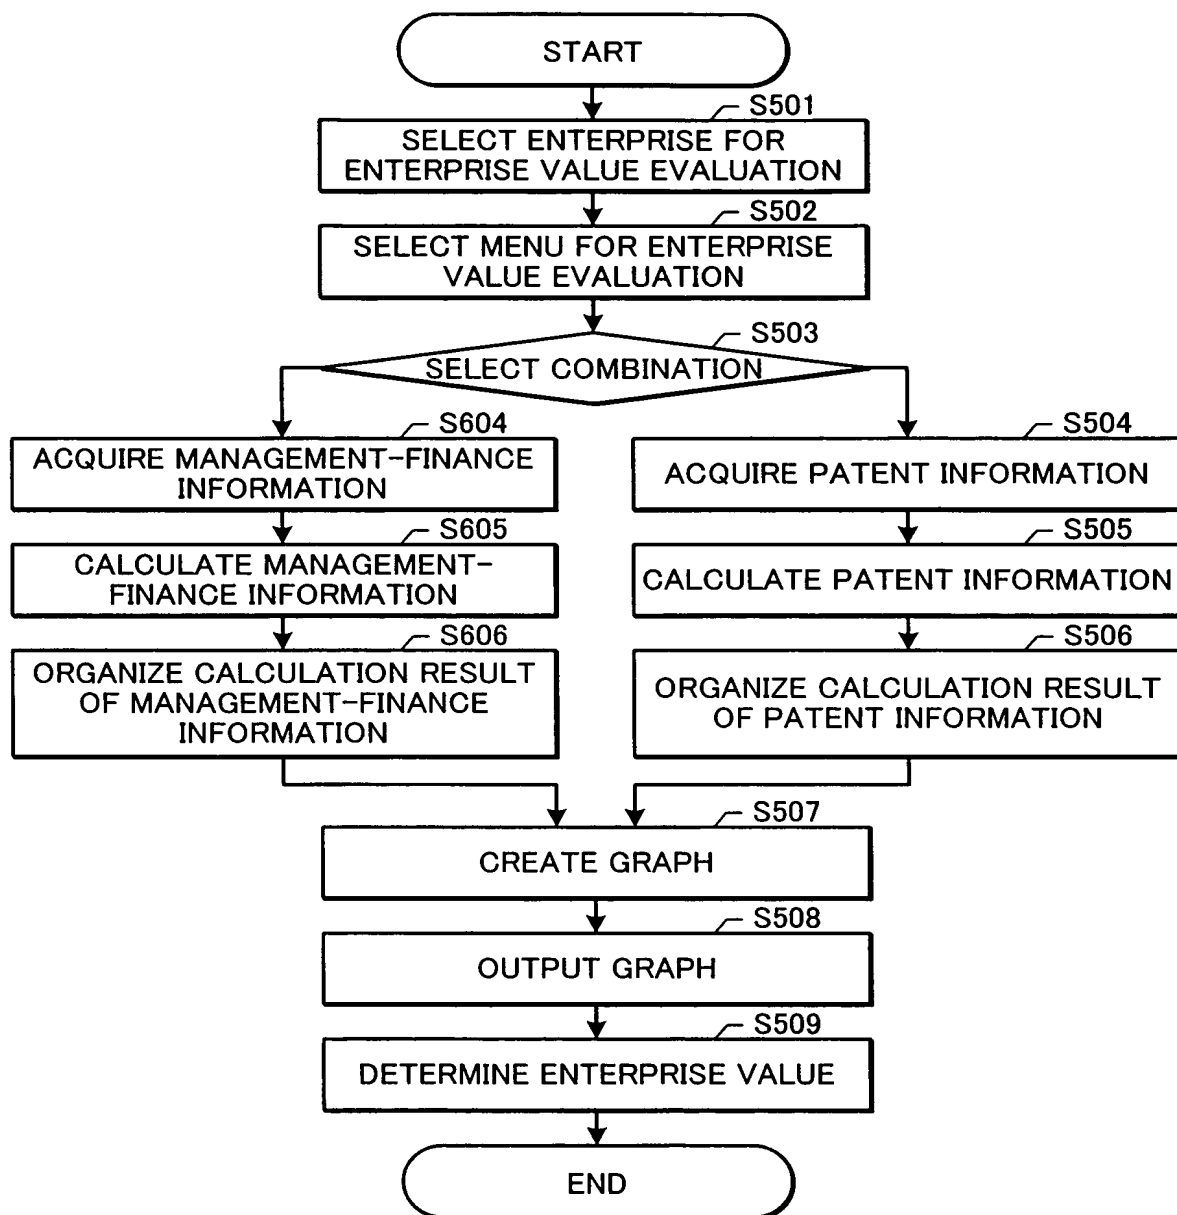 START
S501
SELECT ENTERPRISE FOR
ENTERPRISE VALUE EVALUATION
S502
SELECT MENU FOR ENTERPRISE
VALUE EVALUATION
S503
SELECT COMBINATION
S604
ACQUIRE MANAGEMENT-FINANCE
INFORMATION
S605
CALCULATE MANAGEMENT-
FINANCE INFORMATION
S606
ORGANIZE CALCULATION RESULT
OF MANAGEMENT-FINANCE
INFORMATION
S504
ACQUIRE PATENT INFORMATION
S505
CALCULATE PATENT INFORMATION
S506
ORGANIZE CALCULATION RESULT
OF PATENT INFORMATION
S507
CREATE GRAPH
S508
OUTPUT GRAPH
S509
DETERMINE ENTERPRISE VALUE
END